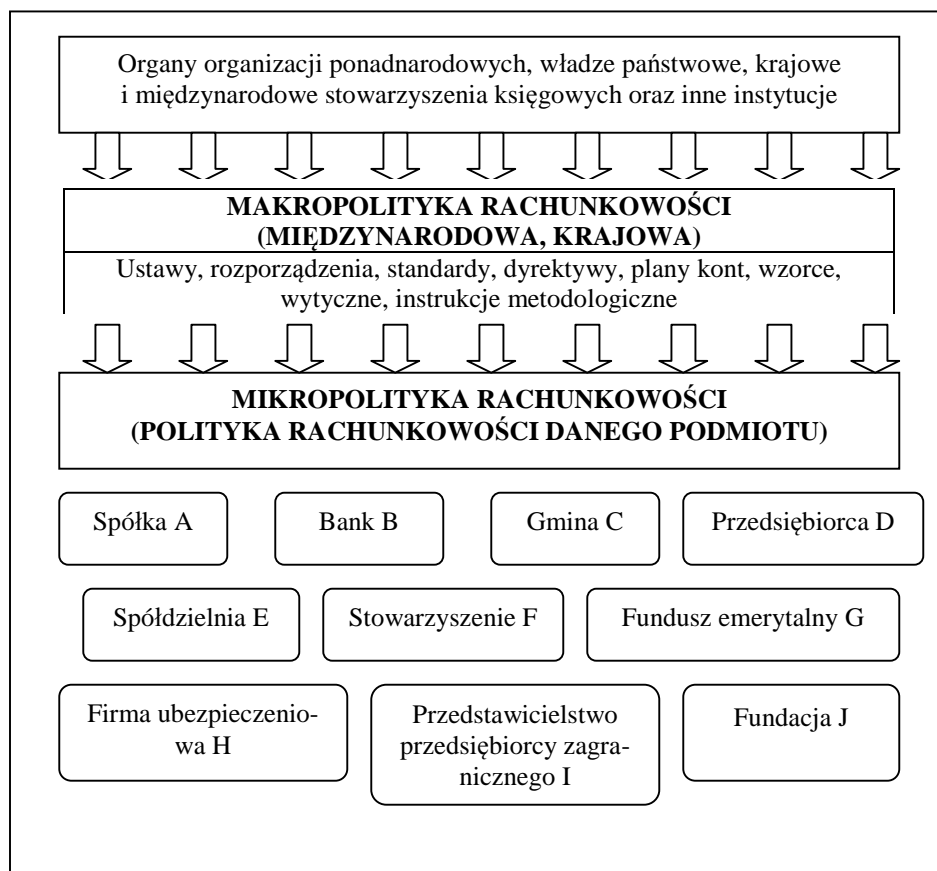 Organy organizacji ponadnarodowych, władze państwowe, krajowe
i międzynarodowe stowarzyszenia księgowych oraz inne instytucje
MAKROPOLITYKA RACHUNKOWOŚCI
(MIĘDZYNARODOWA, KRAJOWA)
Ustawy, rozporządzenia, standardy, dyrektywy, plany kont, wzorce,
wytyczne, instrukcje metodologiczne
MIKROPOLITYKA RACHUNKOWOŚCI
(POLITYKA RACHUNKOWOŚCI DANEGO PODMIOTU)
Spółka A
Bank B
Gmina C
Przedsiębiorca D
Spółdzielnia E
Stowarzyszenie F
Fundusz emerytalny G
Firma ubezpieczenio-
wa H
Przedstawicielstwo
przedsiębiorcy zagra-
nicznego I
Fundacja J